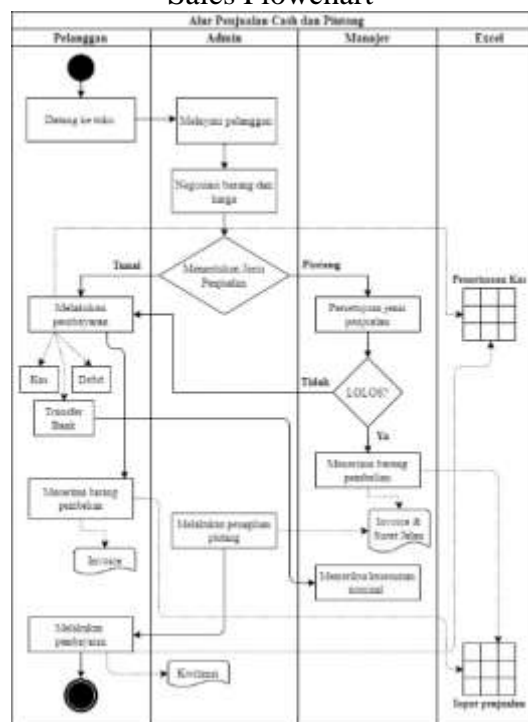 Sales Flowchart
Alur Penjualan Cash dan Piutang
Pelanggan
Admin
Manajer
Excel
Datang ke toko
Melayani pelanggan
Negosiasi barang dan
harga
Menentukan Jenis
Penjualan
Tunai
Piutang
Penerimaan Kas
Melakukan
pembayaran
Persetujuan jenis
penjualan
Kas
Debit
Transfer
Bank
Tidak
LOLOS?
Ya
Menerima barang
pembelian
Menerima barang
pembelian
Invoice
Melakukan penagihan
piutang
Invoice &
Surat Jalan
Memeriksa kesesuaian
nominal
Melakukan
pembayaran
Kwitansi
Input penjualan